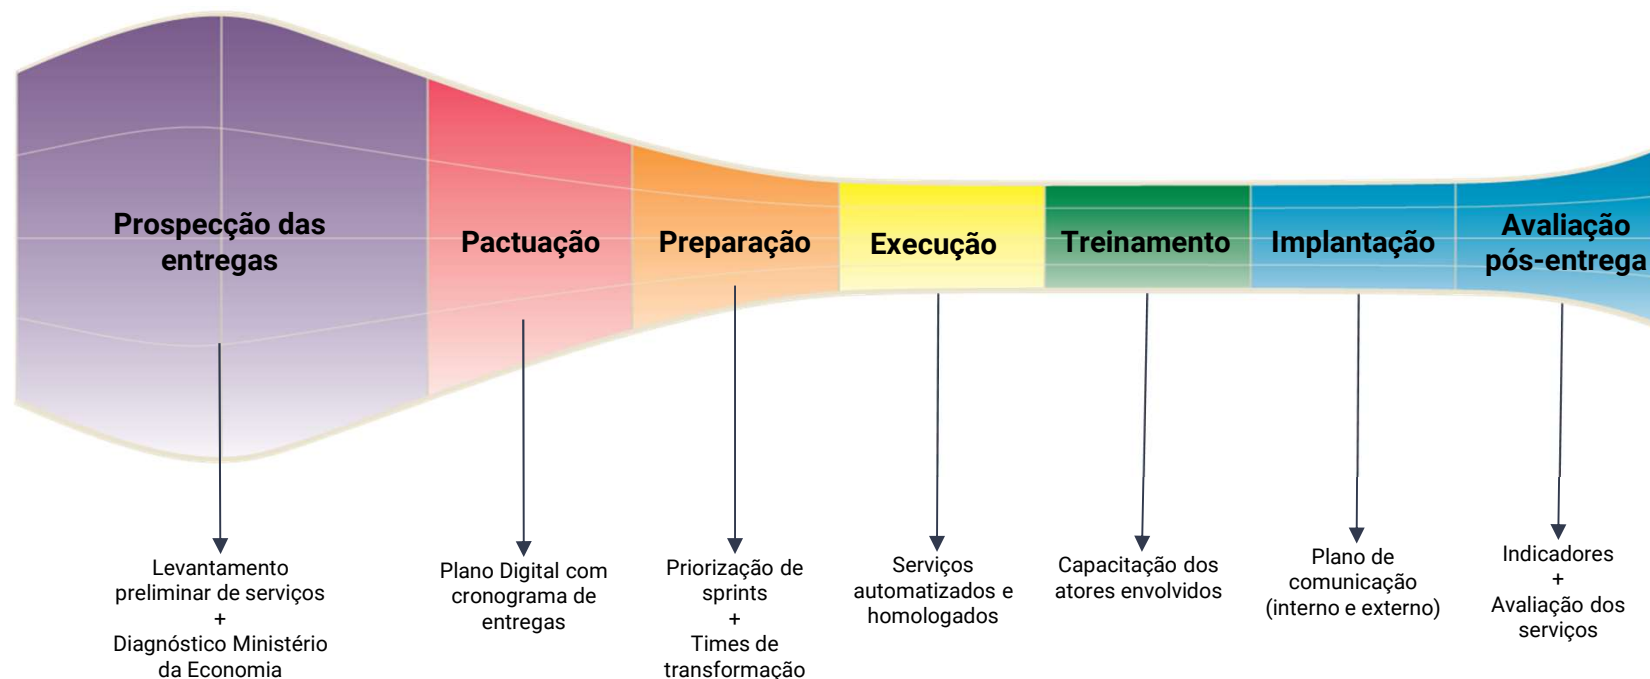 Prospecção das
entregas
Pactuação
Preparação
Execução
Treinamento
Implantação
Avaliação
pós-entrega
Levantamento
preliminar de serviços
+
Diagnóstico Ministério
da Economia
Plano Digital com
cronograma de
entregas
Priorização de
sprints
+
Times de
transformação
Serviços
automatizados e
homologados
Capacitação dos
atores envolvidos
Plano de
comunicação
(interno e externo)
Indicadores
+
Avaliação dos
serviços